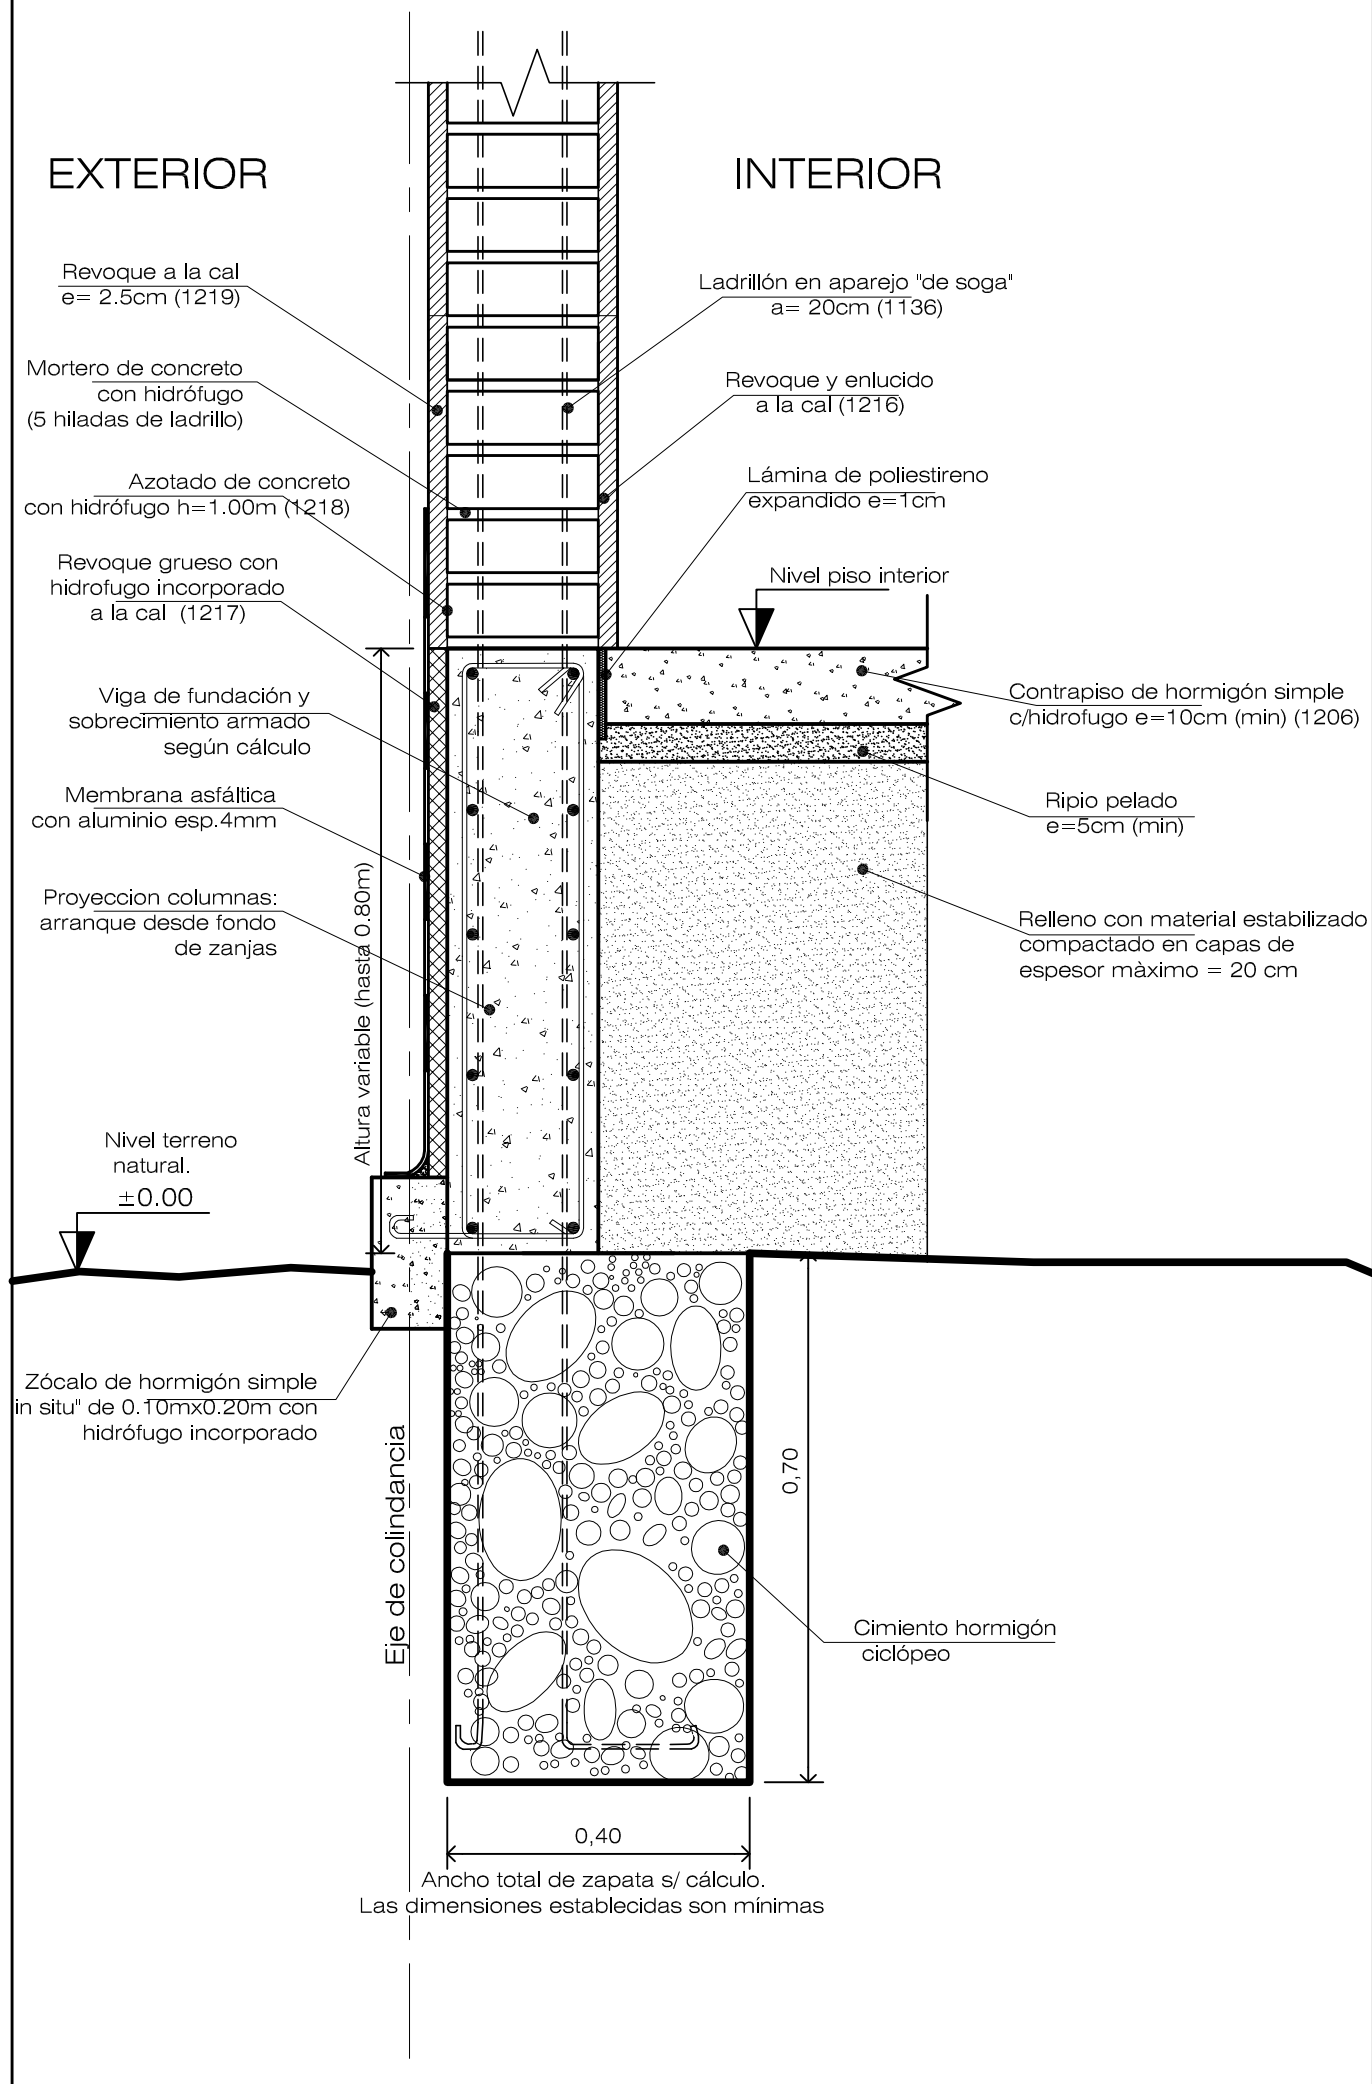 EXTERIOR
INTERIOR
Revoque a la cal
e= 2.5cm (1219)
Ladrillón en aparejo "de soga"
a= 20cm (1136)
Mortero de concreto
con hidrófugo
(5 hiladas de ladrillo)
Revoque y enlucido
a la cal (1216)
Azotado de concreto
con hidrófugo h=1.00m (1218)
Lámina de poliestireno
expandido e=1cm
Revoque grueso con
hidrofugo incorporado
a la cal (1217)
Nivel piso interior
Viga de fundación y
sobrecimiento armado
según cálculo
Contrapiso de hormigón simple
c/hidrofugo e=10cm (min) (1206)
Membrana asfáltica
con aluminio esp.4mm
Ripio pelado
e=5cm (min)
Proyeccion columnas:
arranque desde fondo
de zanjas
Altura variable (hasta 0.80m)
Relleno con material estabilizado
compactado en capas de
espesor màximo = 20 cm
Nivel terreno
natural.
±0.00
Zócalo de hormigón simple
in situ" de 0.10mx0.20m con
hidrófugo incorporado
Eje de colindancia
0,70
Cimiento hormigón
ciclópeo
0,40
Ancho total de zapata s/ cálculo.
Las dimensiones establecidas son mínimas